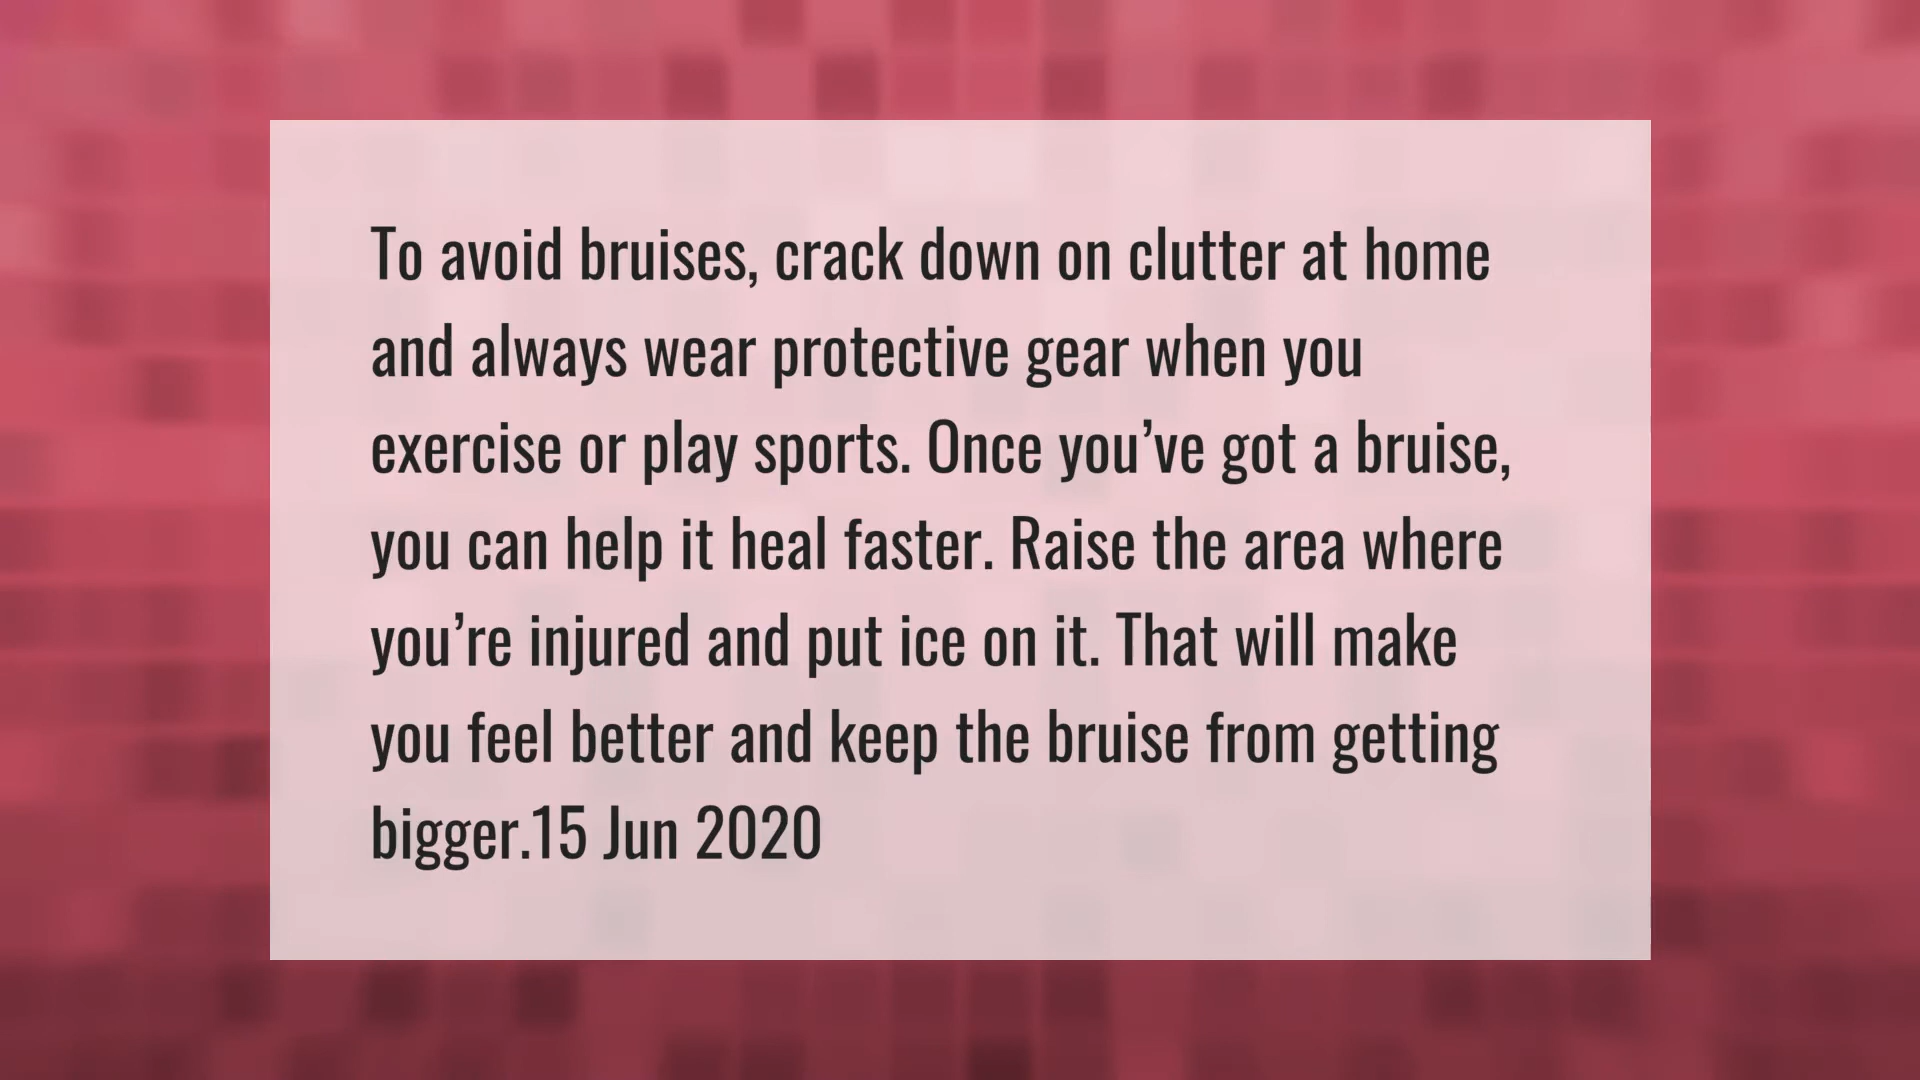 To avoid bruises, crack down on clutter at home
and always wear protective gear when you
exercise or play sports. Once you’ve got a bruise,
you can help it heal faster. Raise the area where
you’re injured and put ice on it. That will make
you feel better and keep the bruise from getting
bigger.15 Jun 2020